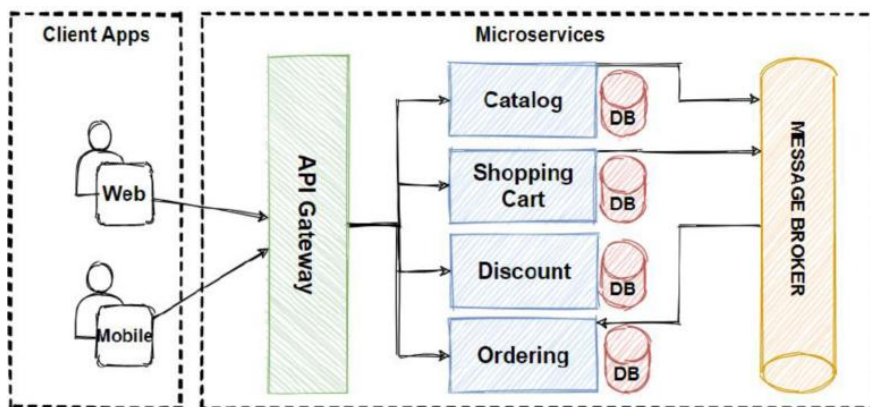 Client Apps
Microservices
Web
Mobile
API Gateway
Catalog
DB
Shopping
Cart
DB
Discount
DB
Ordering
DB
MESSAGE BROKER